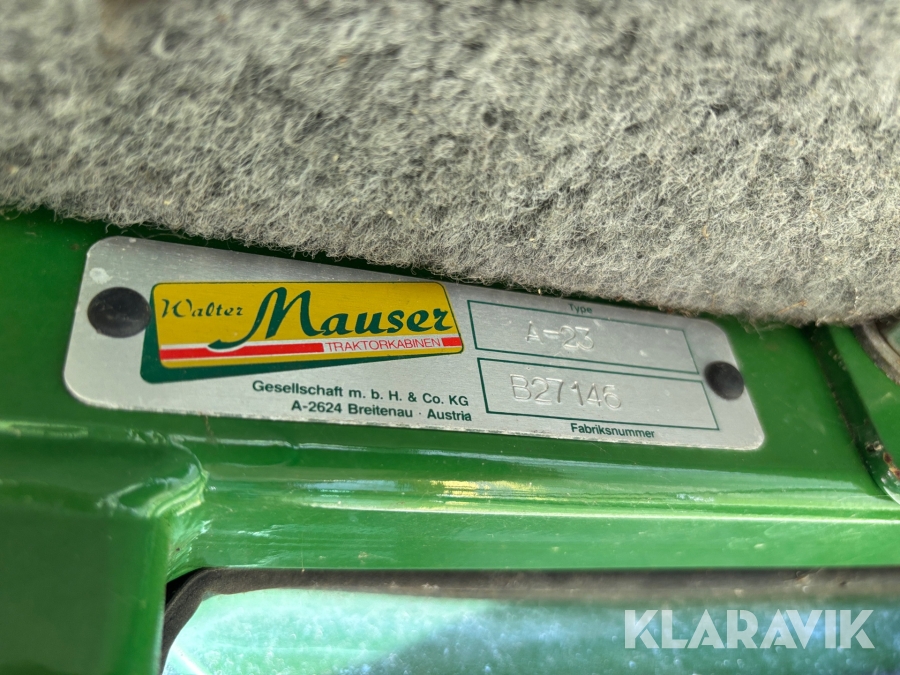 Walter Mauser
TRAKTORKABINEN
Gesellschaft m. b. H. & Co. KG
A-2624 Breitenau · Austria
Type
A-23
B27146
Fabriksnummer
KLARAVIK